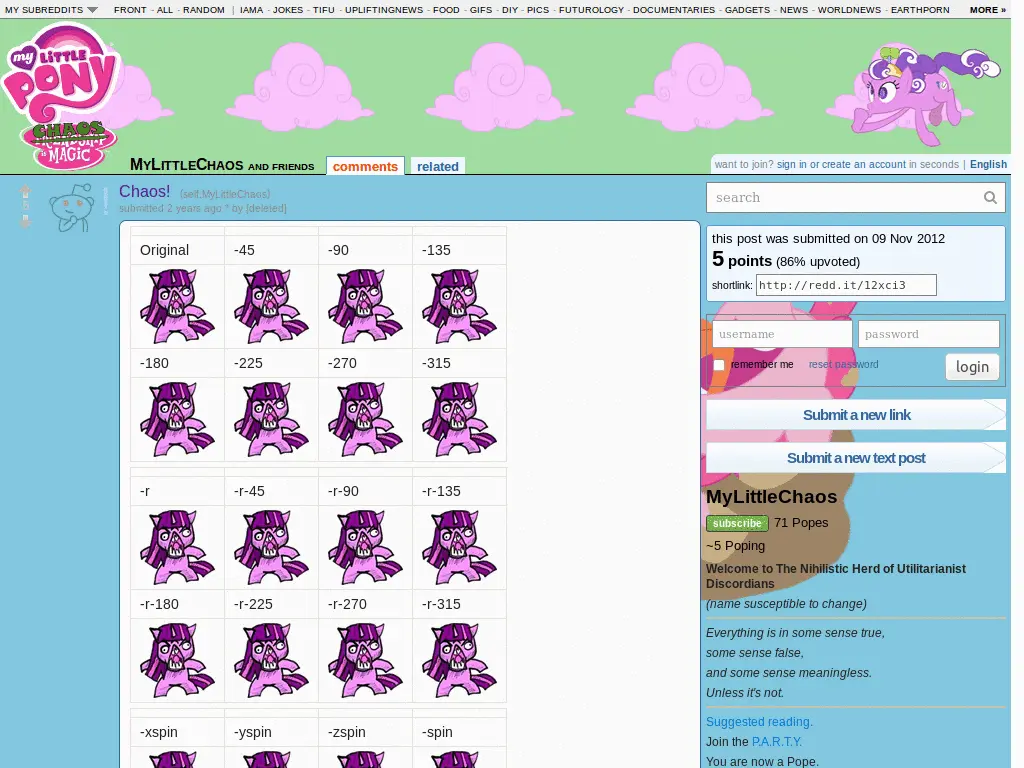 MY SUBREDDITS
FRONT - ALL - RANDOM | IAMA - JOKES - TIFU - UPLIFTINGNEWS - FOOD - GIFS - DIY - PICS - FUTUROLOGY - DOCUMENTARIES - GADGETS - NEWS - WORLDNEWS - EARTHPORN
MORE »
my LiTTLE
PONY
CHAOS
is MAGIC
MYLITTLECHAOS AND FRIENDS
comments
related
want to join? sign in or create an account in seconds | English
Chaos! (self.MyLittleChaos)
submitted 2 years ago * by [deleted]
Original -45 -90 -135
-180 -225 -270 -315
-r -r-45 -r-90 -r-135
-r-180 -r-225 -r-270 -r-315
-xspin -yspin -zspin -spin
search
this post was submitted on 09 Nov 2012
5 points (86% upvoted)
shortlink: http://redd.it/12xci3
username
password
remember me
reset password
login
Submit a new link
Submit a new text post
MyLittleChaos
subscribe 71 Popes
~5 Poping
Welcome to The Nihilistic Herd of Utilitarianist
Discordians
(name susceptible to change)
Everything is in some sense true,
some sense false,
and some sense meaningless.
Unless it's not.
Suggested reading.
Join the P.A.R.T.Y.
You are now a Pope.